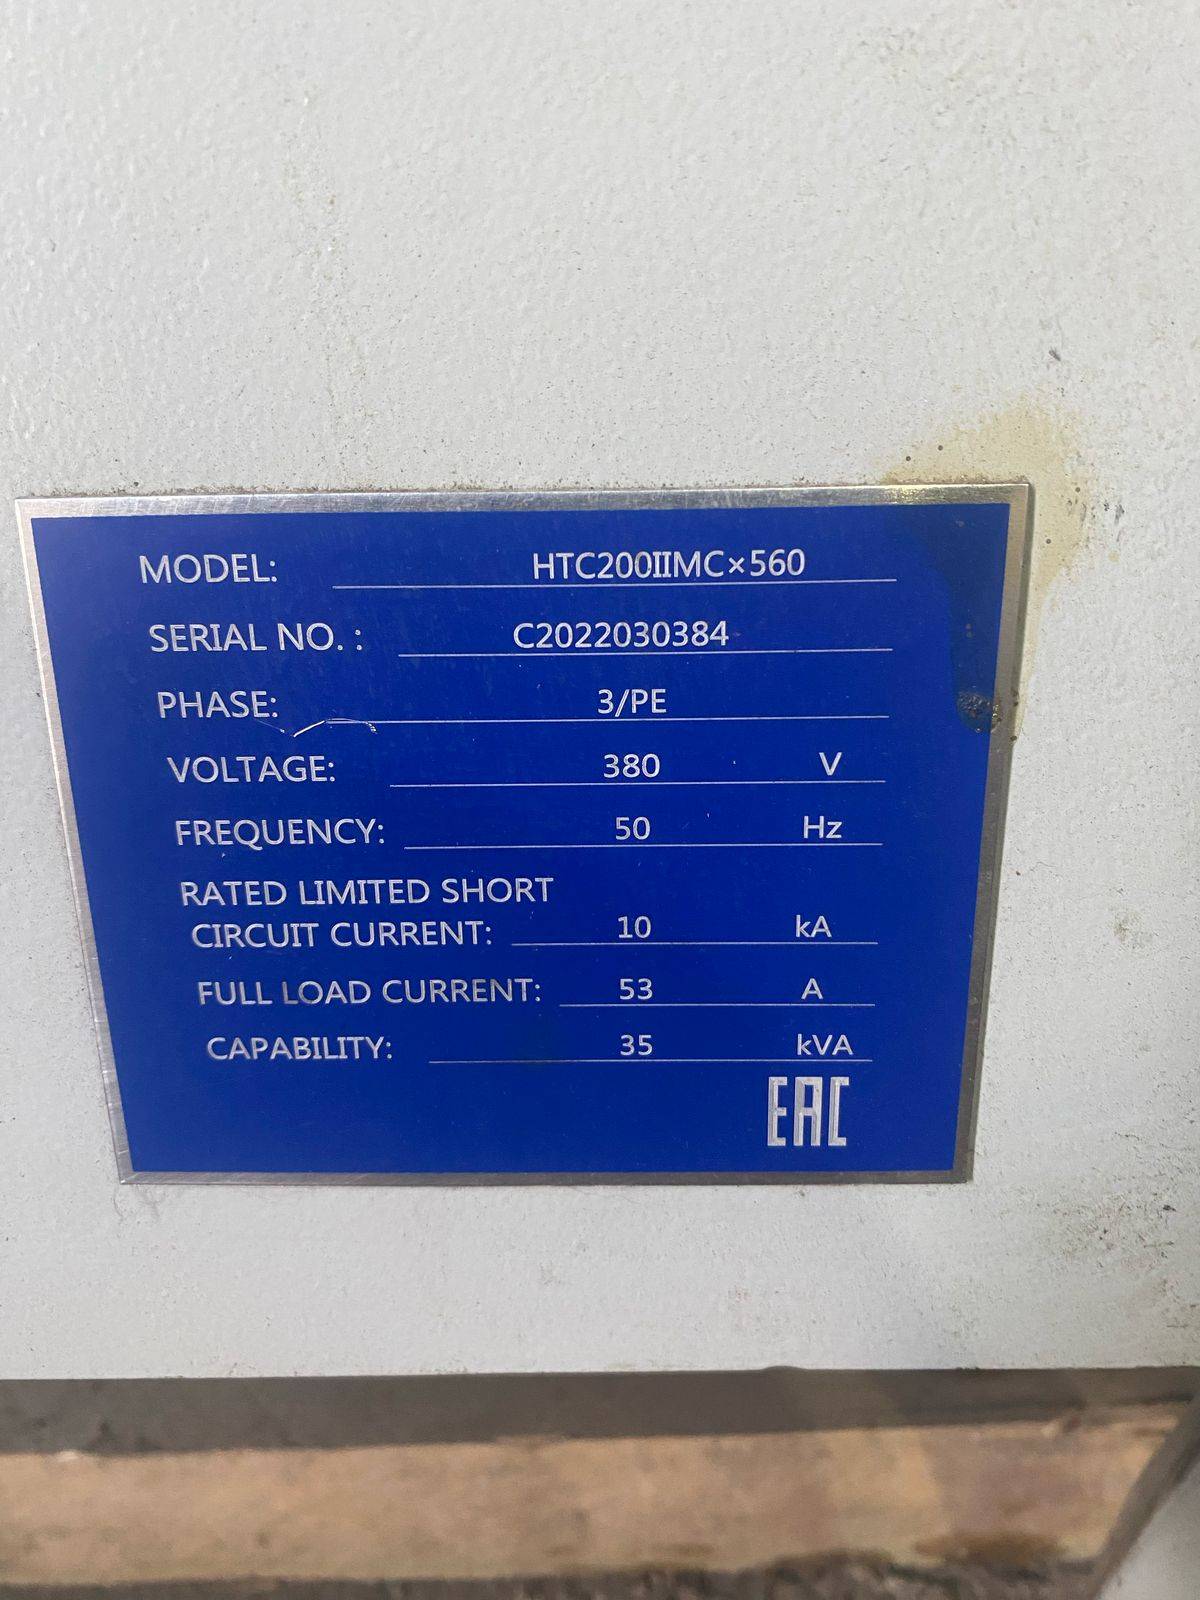 MODEL: HTC200IIMC×560
SERIAL NO. : C2022030384
PHASE: 3/PE
VOLTAGE: 380 V
FREQUENCY: 50 Hz
RATED LIMITED SHORT
CIRCUIT CURRENT: 10 kA
FULL LOAD CURRENT: 53 A
CAPABILITY: 35 kVA
EAC